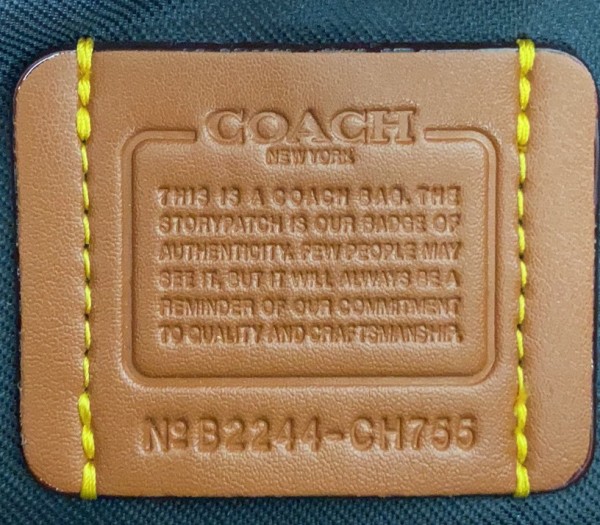 COACH
NEW YORK
THIS IS A COACH BAG. THE
STORYPATCH IS OUR BADGE OF
AUTHENTICITY. FEW PEOPLE MAY
SEE IT, BUT IT WILL ALWAYS BE A
REMINDER OF OUR COMMITMENT
TO QUALITY AND CRAFTSMANSHIP.
Nº B2244-CH755